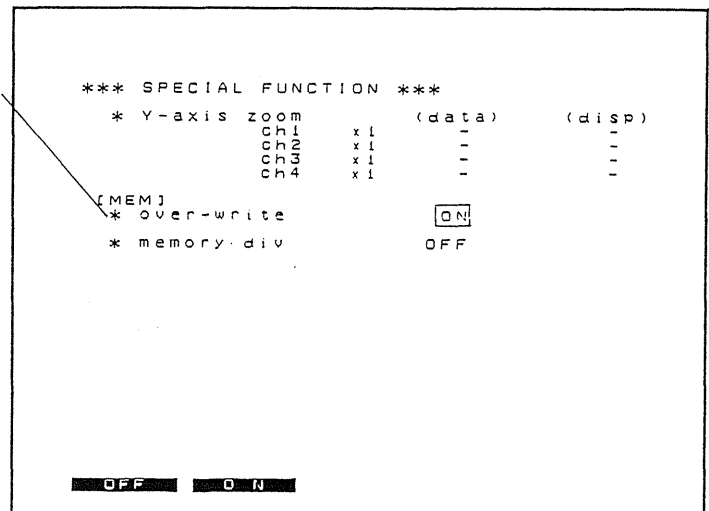 *** SPECIAL FUNCTION ***
* Y-axis zoom (data) (disp)
ch1 x1 - -
ch2 x1 - -
ch3 x1 - -
ch4 x1 - -
[MEM]
* over-write ON
* memory div OFF
OFF ON